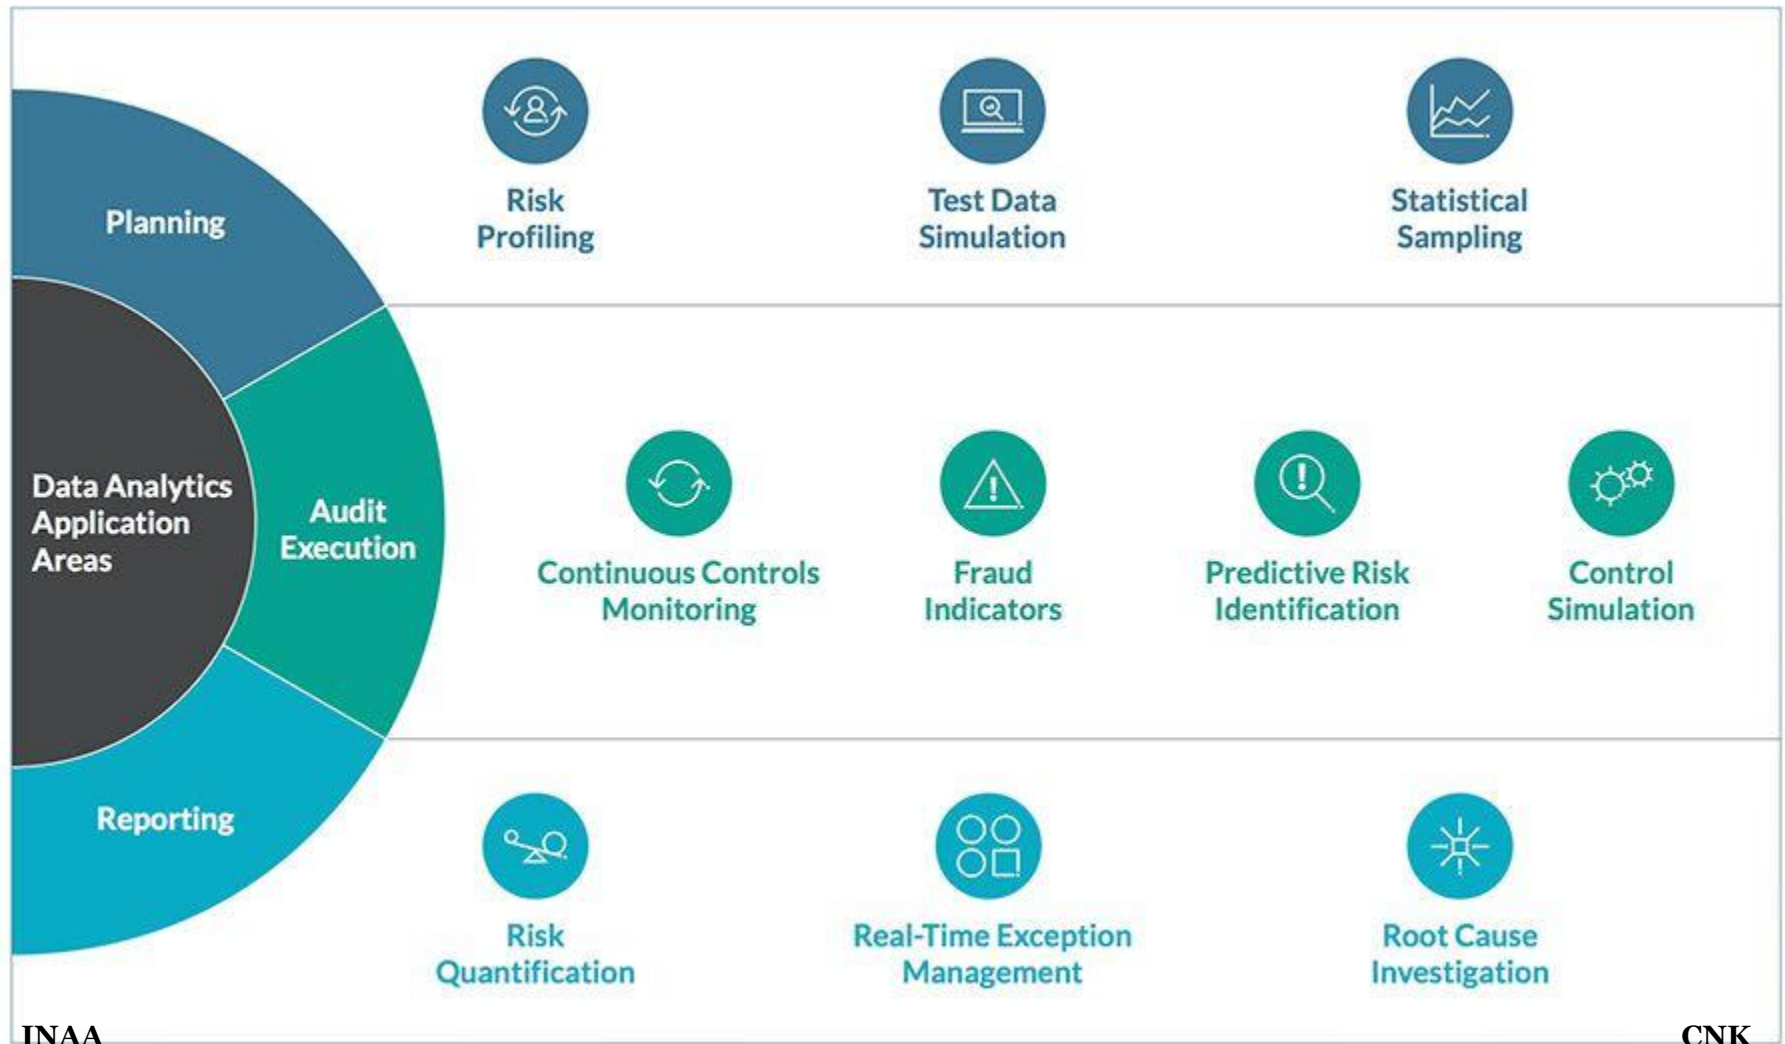 Planning
Risk
Profiling
Test Data
Simulation
Statistical
Sampling
Data Analytics
Application
Areas
Audit
Execution
Continuous Controls
Monitoring
Fraud
Indicators
Predictive Risk
Identification
Control
Simulation
Reporting
Risk
Quantification
Real-Time Exception
Management
Root Cause
Investigation
INAA
CNK